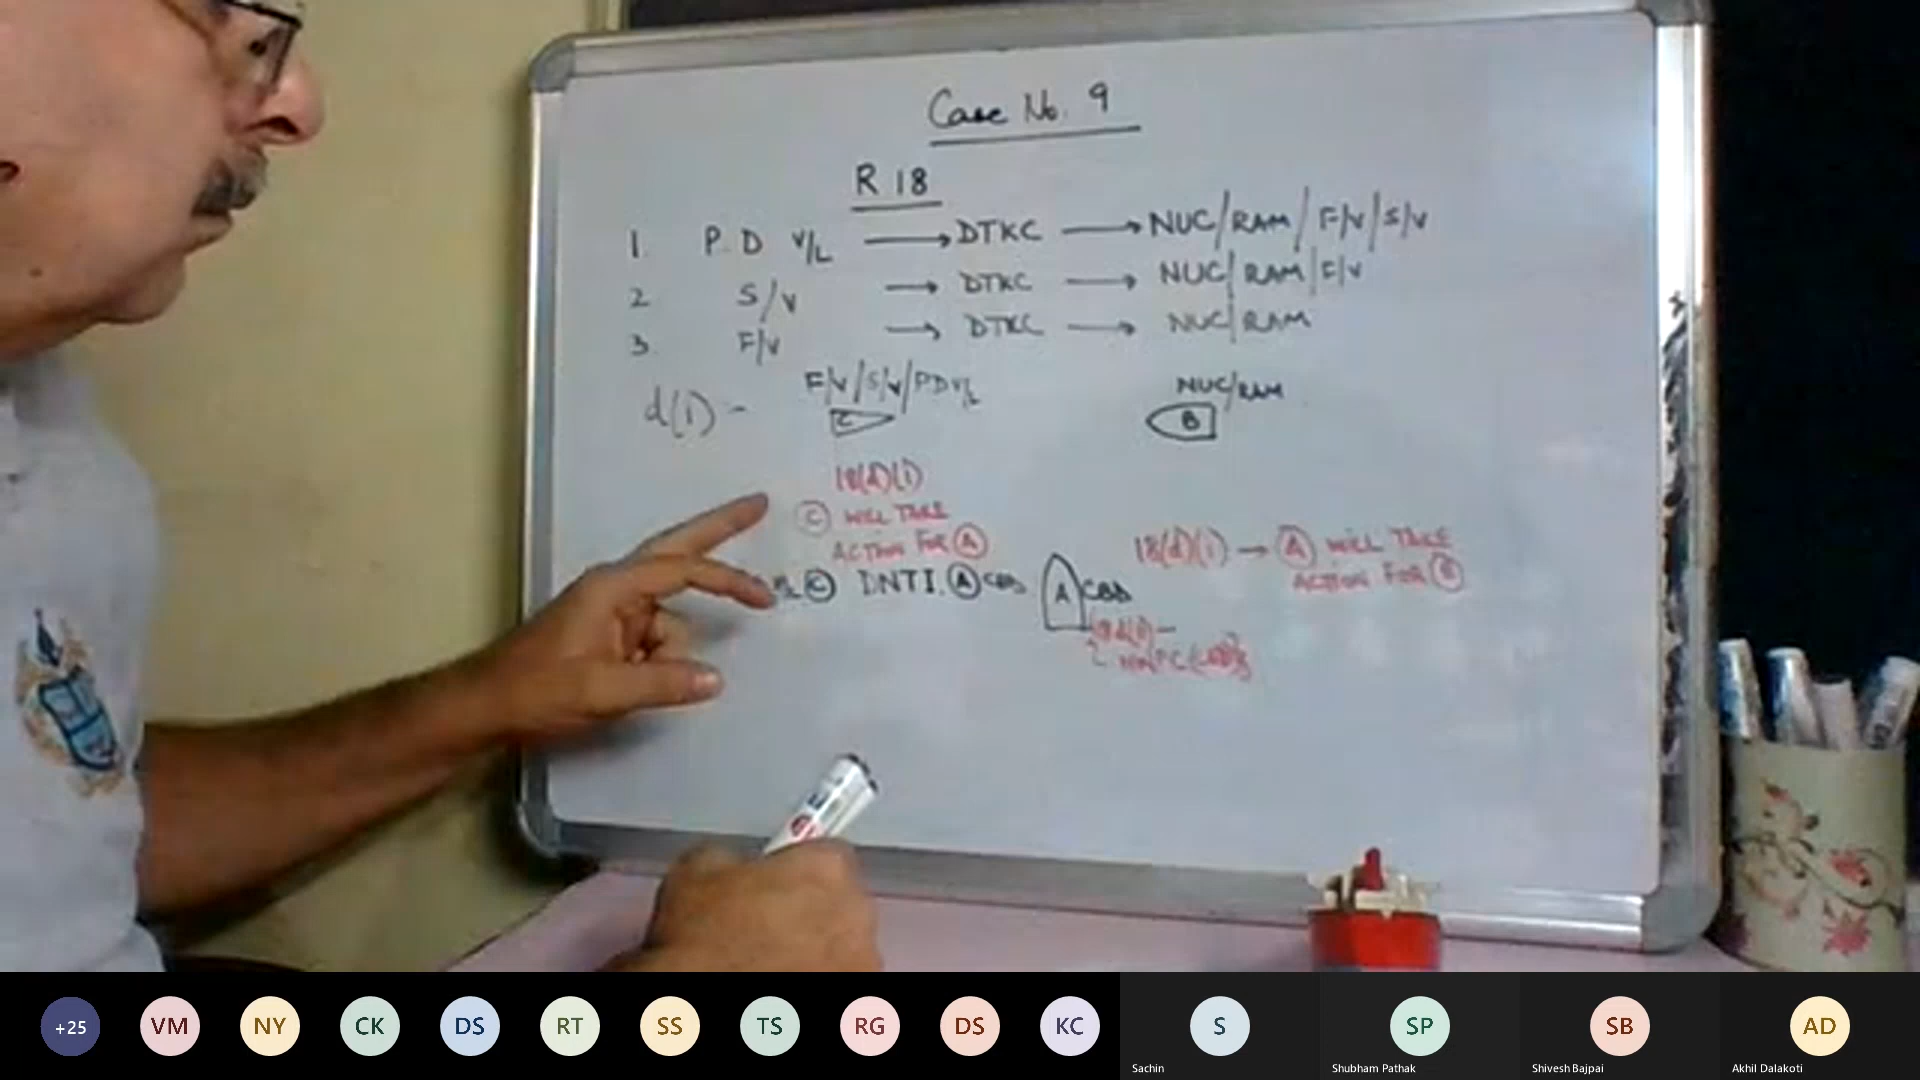 Case No. 9
R 18
1. P.D V/L → DTKC → NUC/RAM/F/V/S/V
2 S/V → DTKC → NUC/RAM/F/V
3. F/V → DTKC → NUC/RAM
d(i) - F/V/S/V/PDV/L NUC/RAM
C B
18(d)(i)
C WILL TAKE
ACTION FOR A
18(d)(i) → A WILL TAKE
ACTION FOR B
C DNTI. A CBD A CBD
+25 VM NY CK DS RT SS TS RG DS KC S SP SB AD
Sachin Shubham Pathak Shivesh Bajpai Akhil Dalakoti